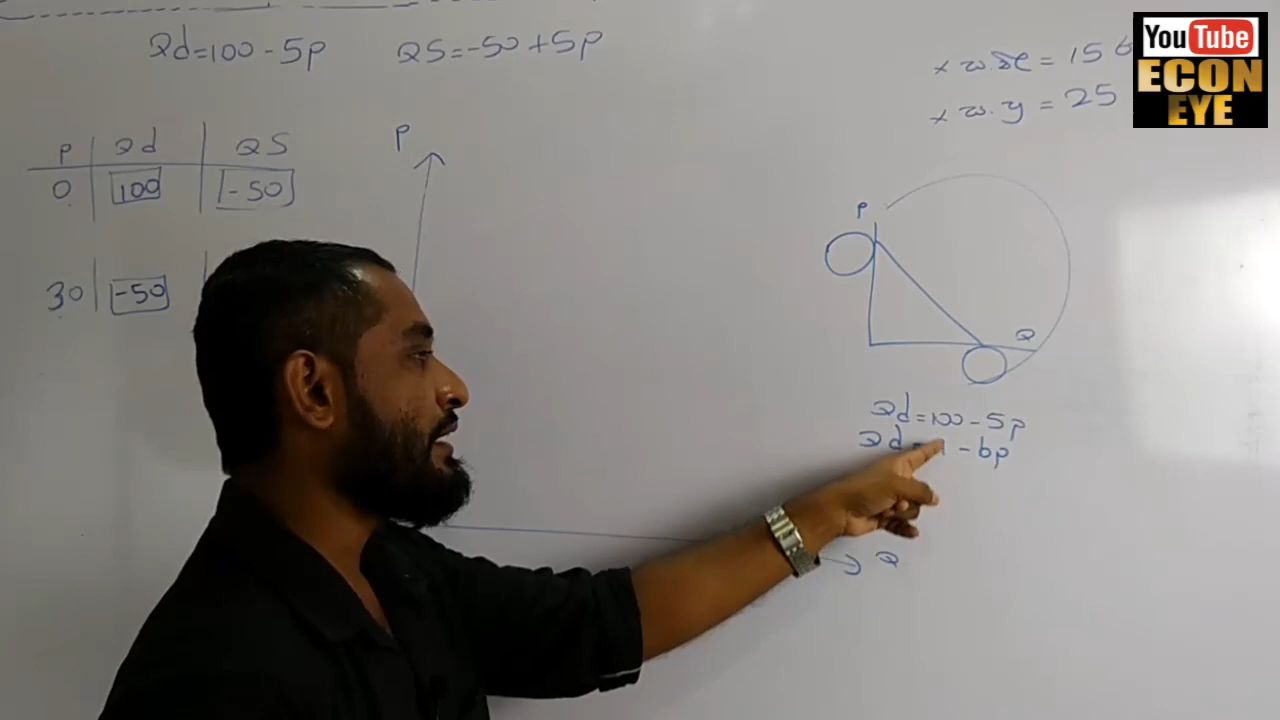 Qd=100-5p
QS=-50+5p
= 15
= 25
YouTube
ECON
EYE
P Qd QS
0 100 -50
30 -50
P
Q
P
Q
Qd=100-5p
Qd= -bp